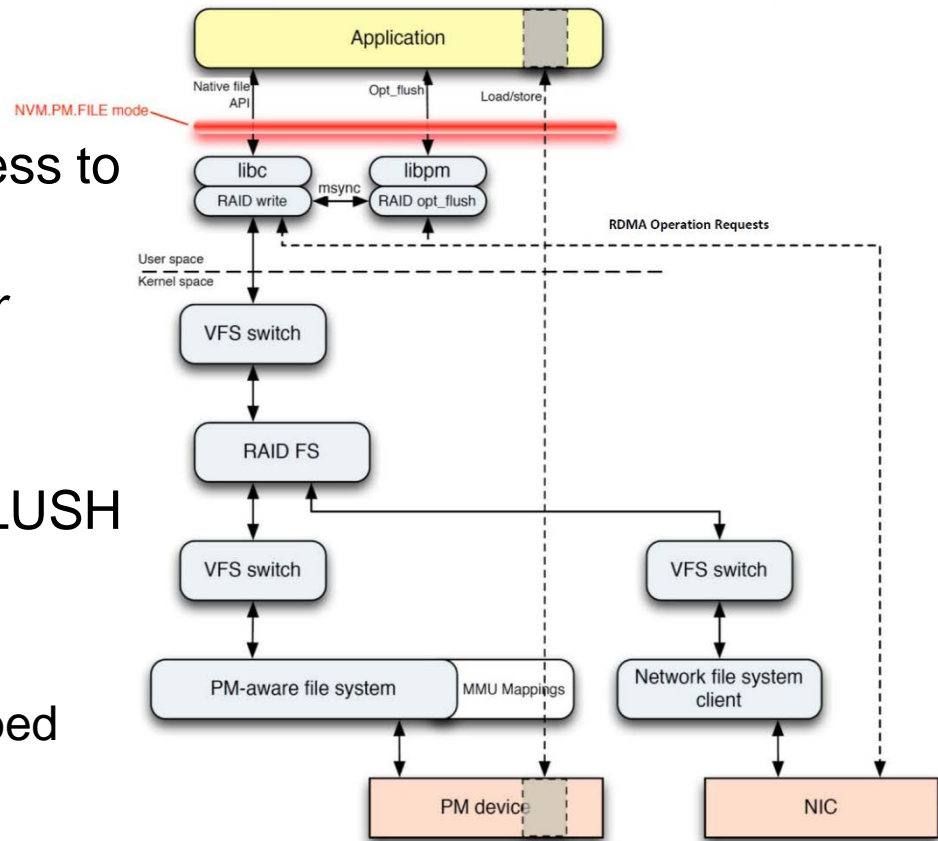 ess to
r
LUSH
ped
Application
Native file
API
Opt_flush
Load/store
NVM.PM.FILE mode
libc
RAID write
msync
libpm
RAID opt_flush
RDMA Operation Requests
User space
Kernel space
VFS switch
RAID FS
VFS switch
VFS switch
PM-aware file system
MMU Mappings
Network file system
client
PM device
NIC